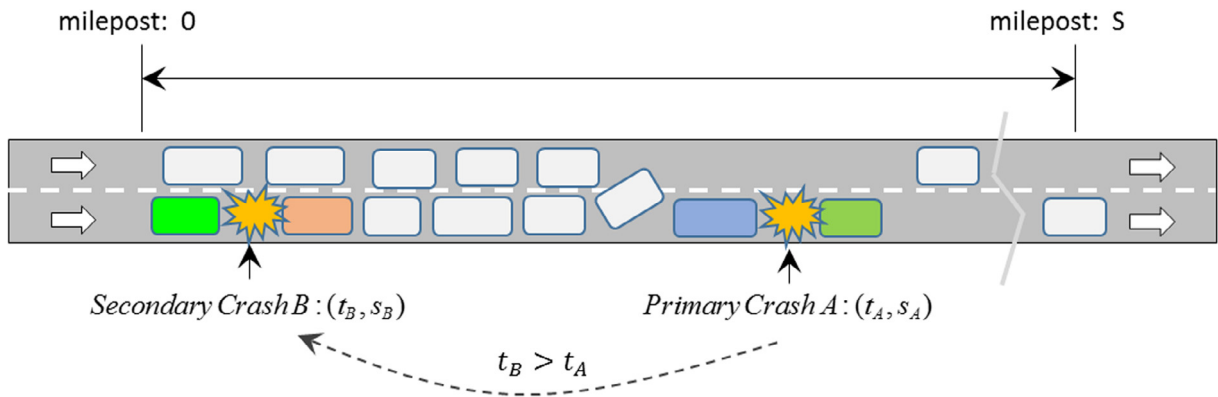 milepost: 0
milepost: S
Secondary Crash B : (t_B, s_B)
Primary Crash A : (t_A, s_A)
t_B > t_A